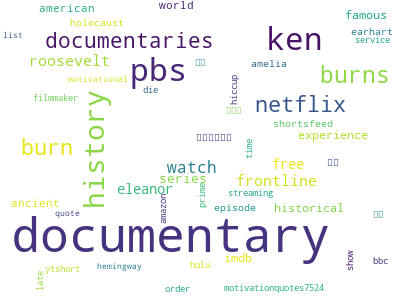 american
world
famous
holocaust
list
documentaries
ken
earhart
service
roosevelt
pbs
amelia
motivational
burns
die
hiccup
filmmaker
history
netflix
shortsfeed
burn
experience
time
watch
free
series
frontline
eleanor
prime
streaming
ancient
amazon
episode
historical
quote
documentary
imdb
show
bbc
late
ytshort
hemingway
hulu
order
motivationquotes7524